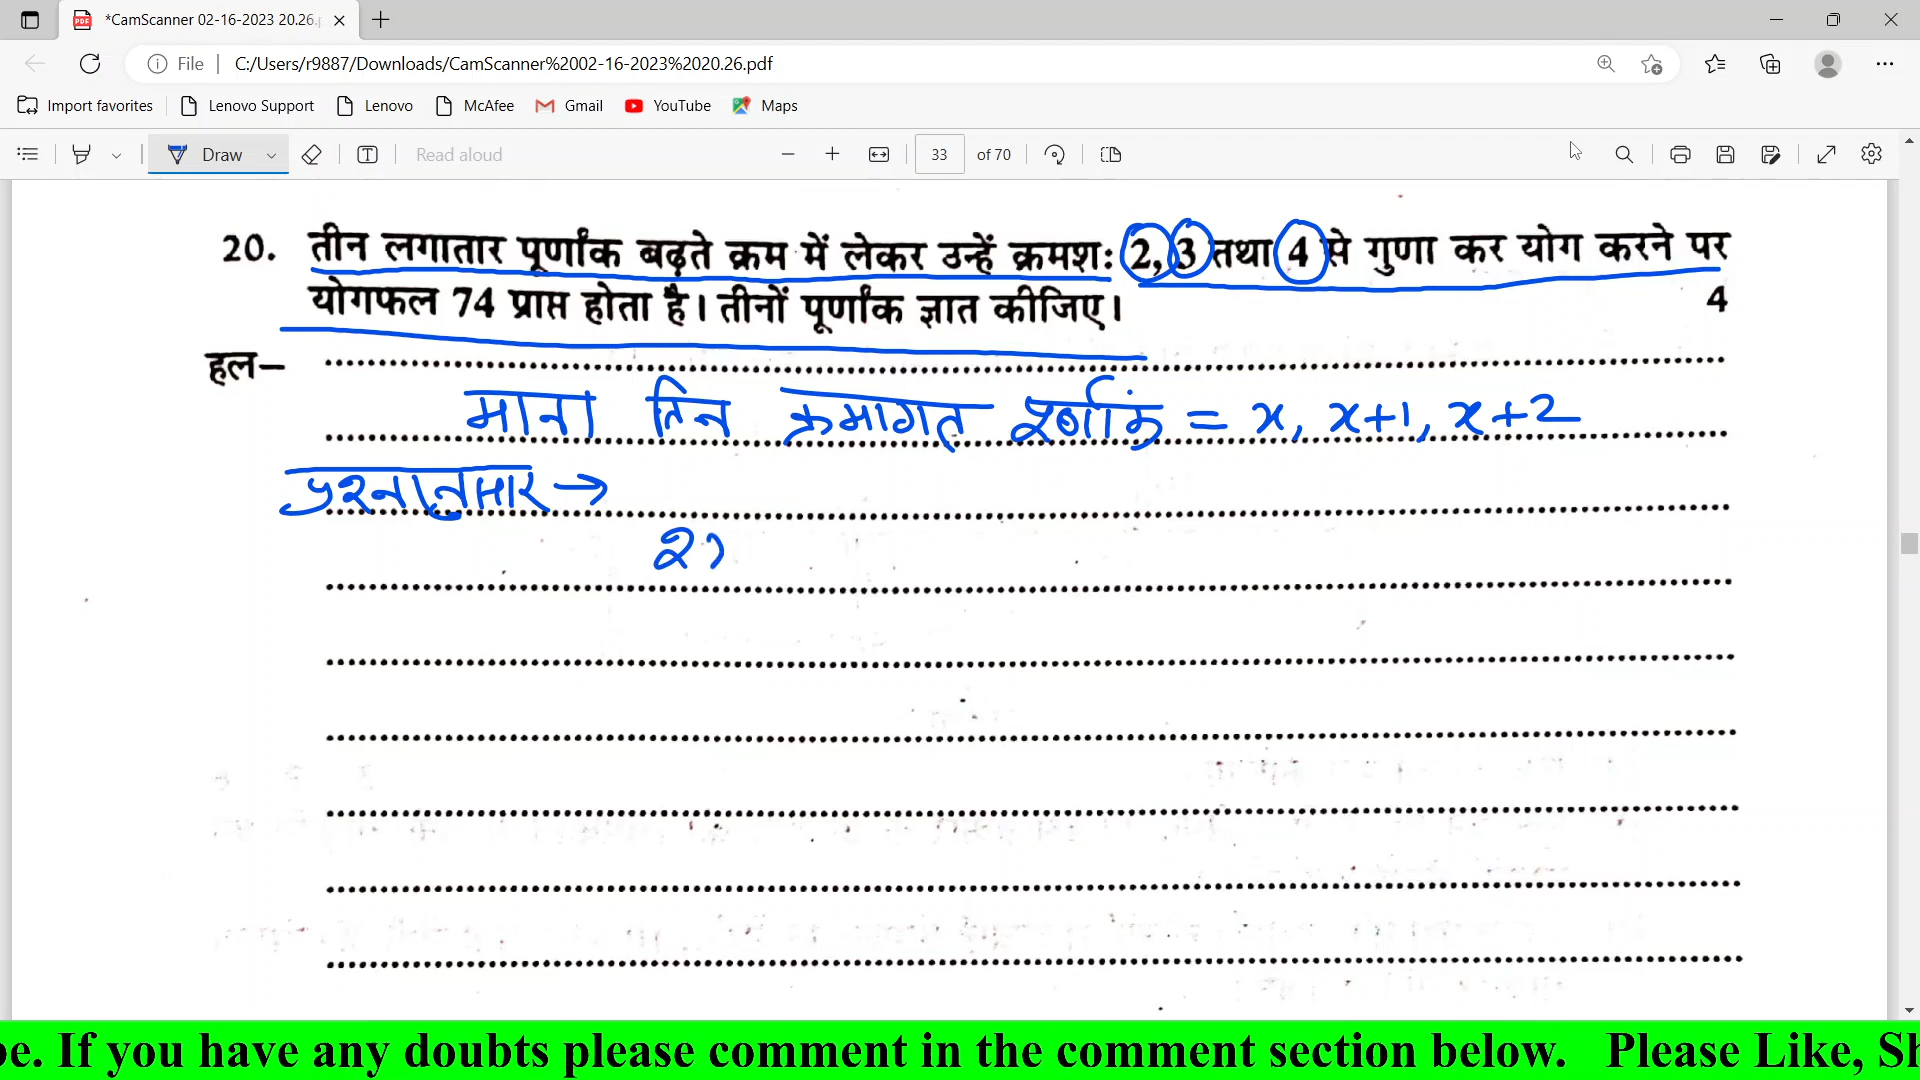 *CamScanner 02-16-2023 20.26.
File C:/Users/r9887/Downloads/CamScanner%2002-16-2023%2020.26.pdf
Import favorites Lenovo Support Lenovo McAfee Gmail YouTube Maps
Draw Read aloud 33 of 70
20. तीन लगातार पूर्णांक बढ़ते क्रम में लेकर उन्हें क्रमश: 2, 3 तथा 4 से गुणा कर योग करने पर
योगफल 74 प्राप्त होता है। तीनों पूर्णांक ज्ञात कीजिए। 4
हल–
माना तिन क्रमागत पूर्णांक = x, x+1, x+2
प्रश्नानुसार →
2
be. If you have any doubts please comment in the comment section below. Please Like, Sh